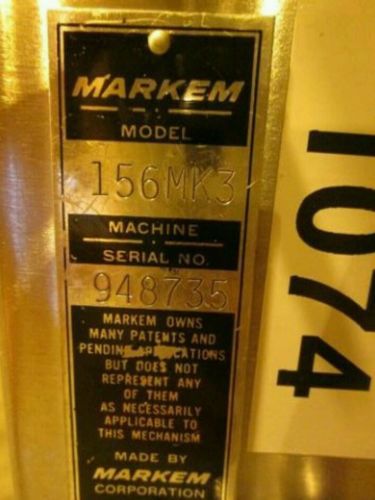 MARKEM
MODEL
156MK3
MACHINE
SERIAL NO.
948735
MARKEM OWNS
MANY PATENTS AND
PENDING APPLICATIONS
BUT DOES NOT
REPRESENT ANY
OF THEM
AS NECESSARILY
APPLICABLE TO
THIS MECHANISM
MADE BY
MARKEM
CORPORATION
1074